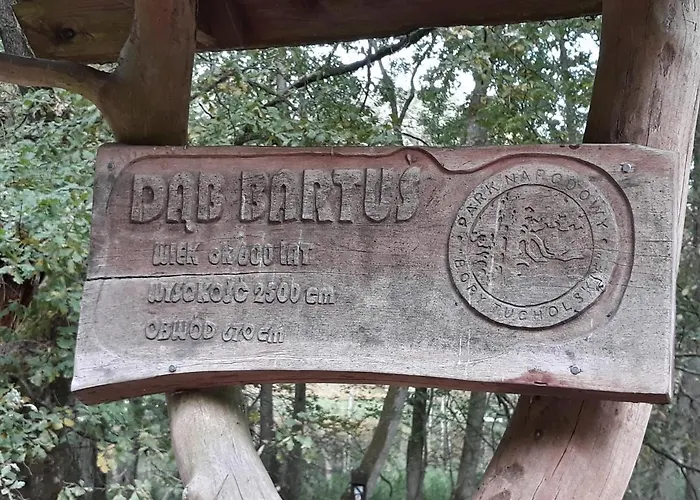 DĄB BARTUŚ
WIEK ok 600 LAT
WYSOKOŚĆ 2500 cm
OBWÓD 670 cm
PARK NARODOWY
BORY TUCHOLSKIE